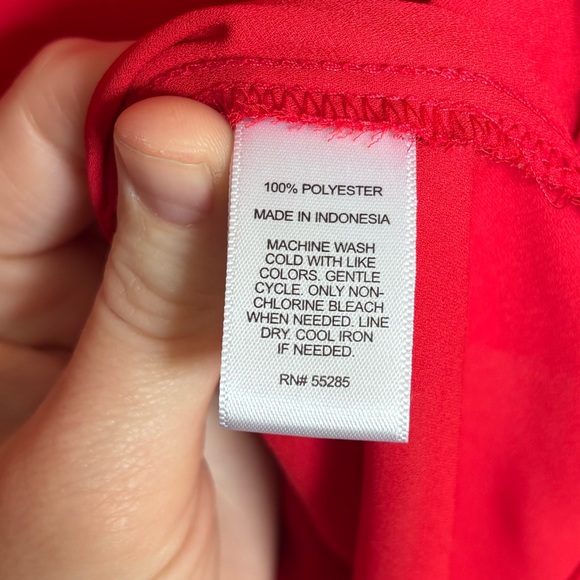 100% POLYESTER
MADE IN INDONESIA
MACHINE WASH
COLD WITH LIKE
COLORS. GENTLE
CYCLE. ONLY NON-
CHLORINE BLEACH
WHEN NEEDED. LINE
DRY. COOL IRON
IF NEEDED.
RN# 55285